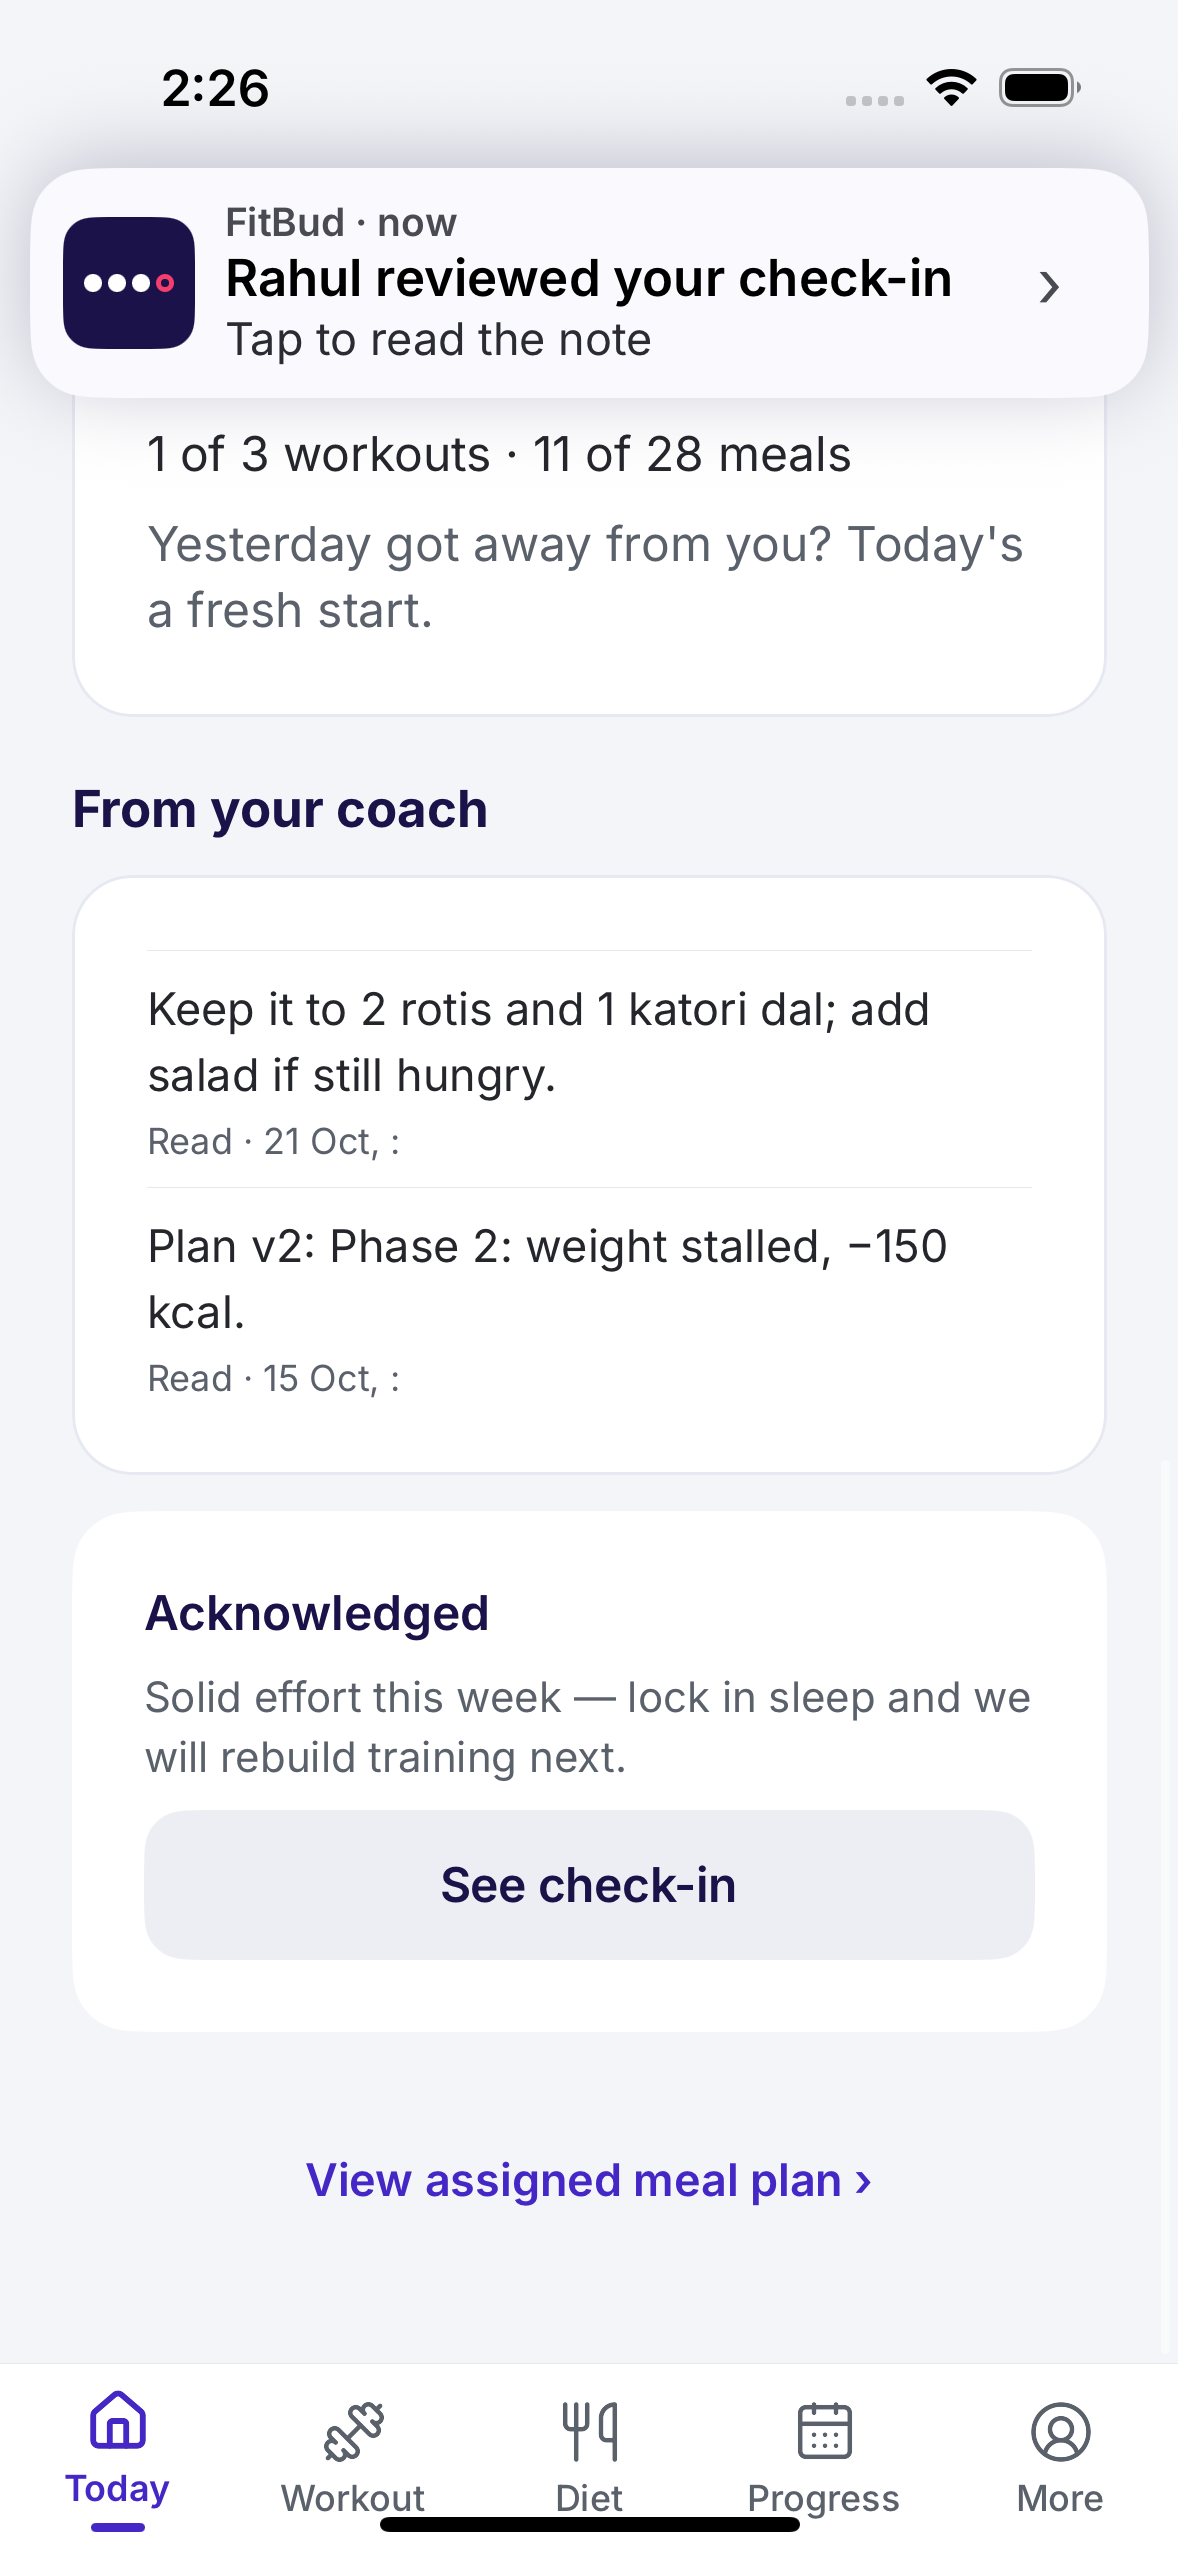 2:26
FitBud · now
Rahul reviewed your check-in
Tap to read the note
›
1 of 3 workouts · 11 of 28 meals
Yesterday got away from you? Today's
a fresh start.
From your coach
Keep it to 2 rotis and 1 katori dal; add
salad if still hungry.
Read · 21 Oct, :
Plan v2: Phase 2: weight stalled, −150
kcal.
Read · 15 Oct, :
Acknowledged
Solid effort this week — lock in sleep and we
will rebuild training next.
See check-in
View assigned meal plan ›
Today
Workout
Diet
Progress
More